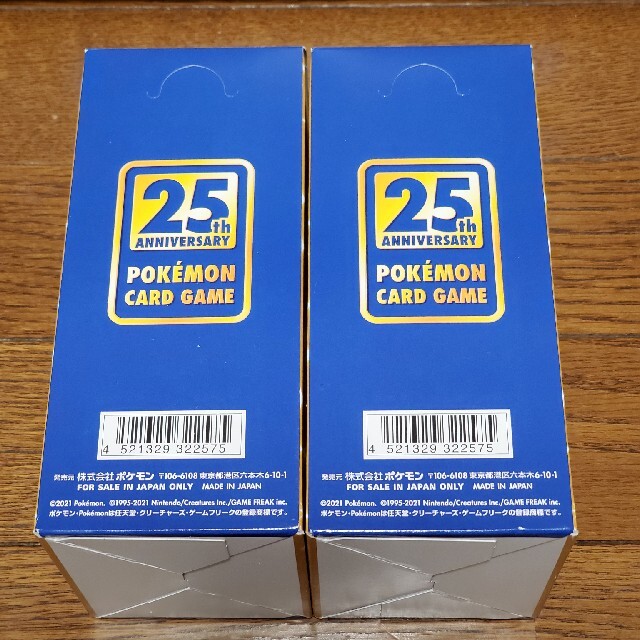 25th
ANNIVERSARY
POKÉMON
CARD GAME
4 521329 322575
発売元 株式会社 ポケモン 〒106-6108 東京都港区六本木6-10-1
FOR SALE IN JAPAN ONLY MADE IN JAPAN
©2021 Pokémon. ©1995-2021 Nintendo/Creatures Inc./GAME FREAK inc.
ポケモン・Pokémonは任天堂・クリーチャーズ・ゲームフリークの登録商標です。
25th
ANNIVERSARY
POKÉMON
CARD GAME
4 521329 322575
発売元 株式会社 ポケモン 〒106-6108 東京都港区六本木6-10-1
FOR SALE IN JAPAN ONLY MADE IN JAPAN
©2021 Pokémon. ©1995-2021 Nintendo/Creatures Inc./GAME FREAK inc.
ポケモン・Pokémonは任天堂・クリーチャーズ・ゲームフリークの登録商標です。